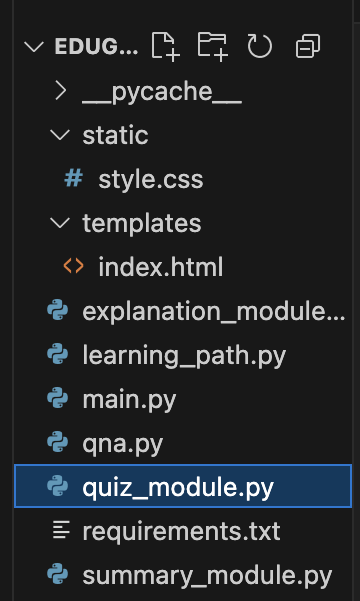 EDUG...
__pycache__
static
# style.css
templates
<> index.html
explanation_module...
learning_path.py
main.py
qna.py
quiz_module.py
requirements.txt
summary_module.py